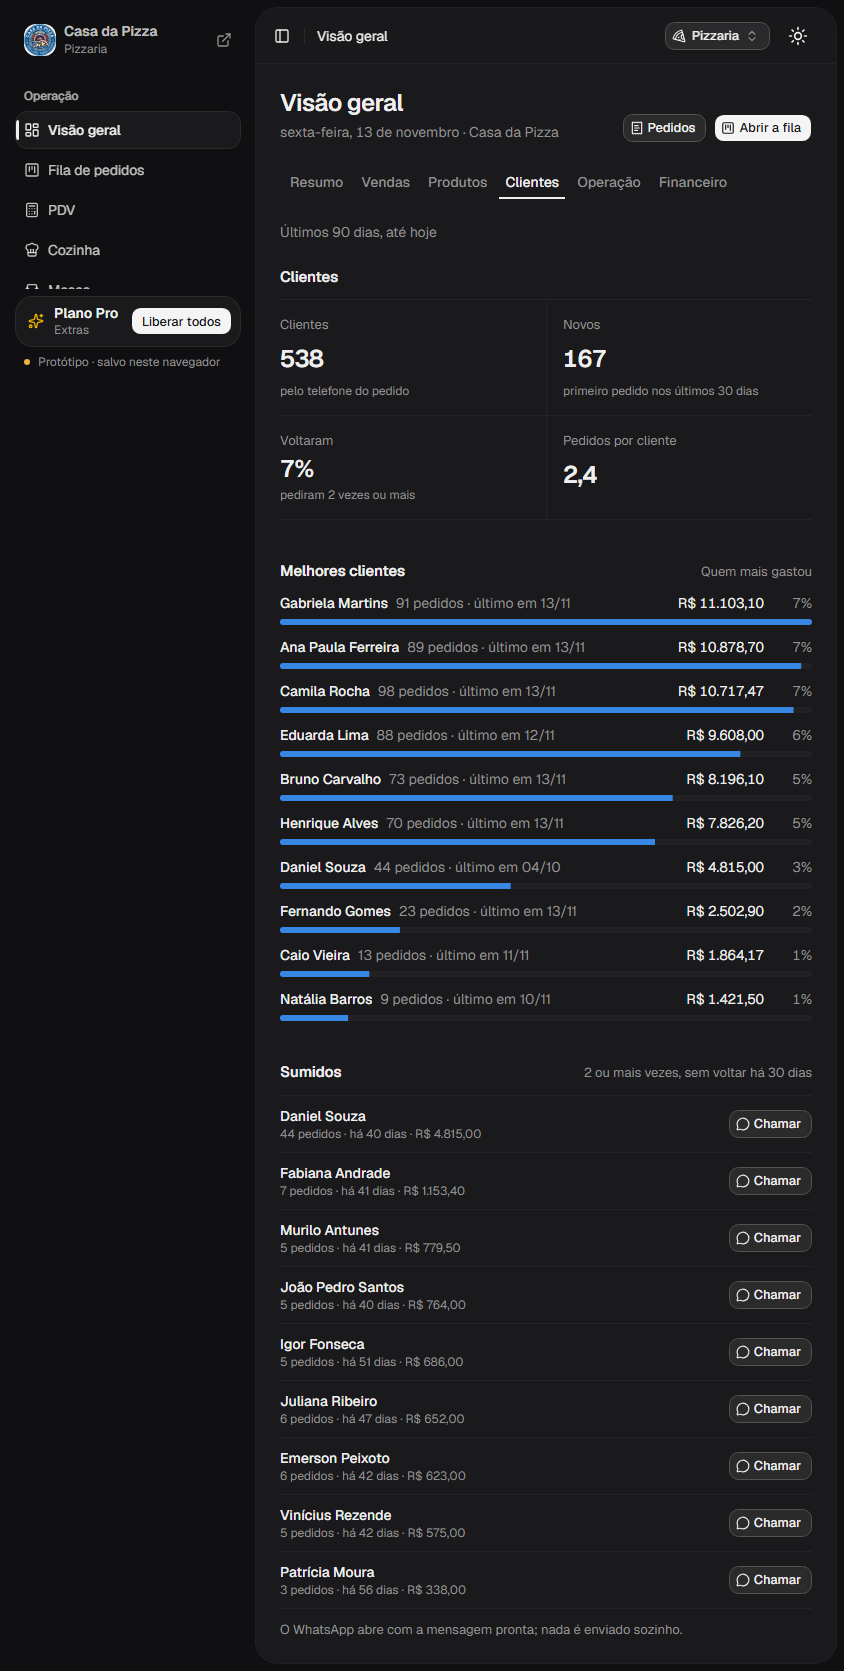 Casa da Pizza
Pizzaria
Operação
Visão geral
Fila de pedidos
PDV
Cozinha
Mesas
Plano Pro
Extras
Liberar todos
Protótipo · salvo neste navegador
Visão geral
Pizzaria
Visão geral
sexta-feira, 13 de novembro · Casa da Pizza
Pedidos
Abrir a fila
Resumo Vendas Produtos Clientes Operação Financeiro
Últimos 90 dias, até hoje
Clientes
Clientes
538
pelo telefone do pedido
Novos
167
primeiro pedido nos últimos 30 dias
Voltaram
7%
pediram 2 vezes ou mais
Pedidos por cliente
2,4
Melhores clientes Quem mais gastou
Gabriela Martins 91 pedidos · último em 13/11 R$ 11.103,10 7%
Ana Paula Ferreira 89 pedidos · último em 13/11 R$ 10.878,70 7%
Camila Rocha 98 pedidos · último em 13/11 R$ 10.717,47 7%
Eduarda Lima 88 pedidos · último em 12/11 R$ 9.608,00 6%
Bruno Carvalho 73 pedidos · último em 13/11 R$ 8.196,10 5%
Henrique Alves 70 pedidos · último em 13/11 R$ 7.826,20 5%
Daniel Souza 44 pedidos · último em 04/10 R$ 4.815,00 3%
Fernando Gomes 23 pedidos · último em 13/11 R$ 2.502,90 2%
Caio Vieira 13 pedidos · último em 11/11 R$ 1.864,17 1%
Natália Barros 9 pedidos · último em 10/11 R$ 1.421,50 1%
Sumidos 2 ou mais vezes, sem voltar há 30 dias
Daniel Souza
44 pedidos · há 40 dias · R$ 4.815,00
Chamar
Fabiana Andrade
7 pedidos · há 41 dias · R$ 1.153,40
Chamar
Murilo Antunes
5 pedidos · há 41 dias · R$ 779,50
Chamar
João Pedro Santos
5 pedidos · há 40 dias · R$ 764,00
Chamar
Igor Fonseca
5 pedidos · há 51 dias · R$ 686,00
Chamar
Juliana Ribeiro
6 pedidos · há 47 dias · R$ 652,00
Chamar
Emerson Peixoto
6 pedidos · há 42 dias · R$ 623,00
Chamar
Vinícius Rezende
5 pedidos · há 42 dias · R$ 575,00
Chamar
Patrícia Moura
3 pedidos · há 56 dias · R$ 338,00
Chamar
O WhatsApp abre com a mensagem pronta; nada é enviado sozinho.